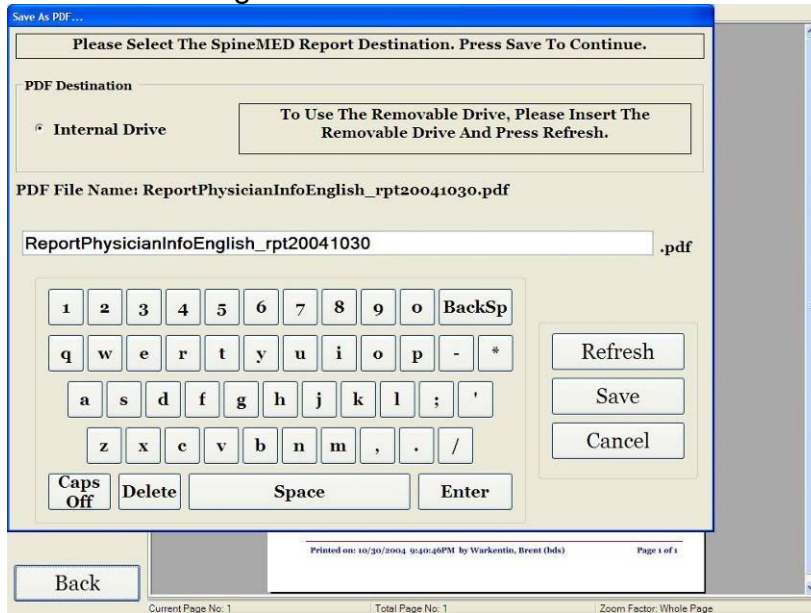 Save As PDF...
Please Select The SpineMED Report Destination. Press Save To Continue.
PDF Destination
Internal Drive
To Use The Removable Drive, Please Insert The
Removable Drive And Press Refresh.
PDF File Name: ReportPhysicianInfoEnglish_rpt20041030.pdf
ReportPhysicianInfoEnglish_rpt20041030 .pdf
1 2 3 4 5 6 7 8 9 0 BackSp
q w e r t y u i o p - *
a s d f g h j k l ; '
z x c v b n m , . /
Caps
Off Delete Space Enter
Refresh
Save
Cancel
Printed on: 10/30/2004 9:40:46PM by Warkentin, Brent (bds) Page 1 of 1
Back
Current Page No: 1 Total Page No: 1 Zoom Factor: Whole Page